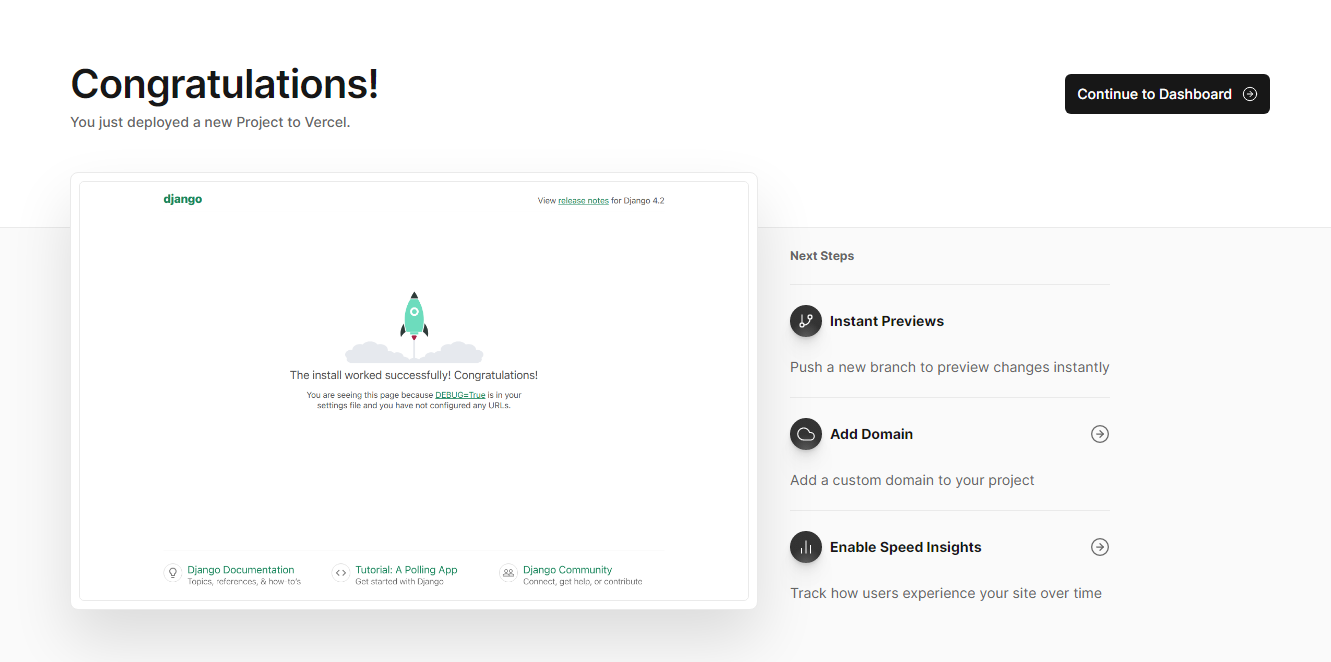 Congratulations!
You just deployed a new Project to Vercel.
Continue to Dashboard
django
View release notes for Django 4.2
The install worked successfully! Congratulations!
You are seeing this page because DEBUG=True is in your
settings file and you have not configured any URLs.
Django Documentation
Topics, references, & how-to's
Tutorial: A Polling App
Get started with Django
Django Community
Connect, get help, or contribute
Next Steps
Instant Previews
Push a new branch to preview changes instantly
Add Domain
Add a custom domain to your project
Enable Speed Insights
Track how users experience your site over time